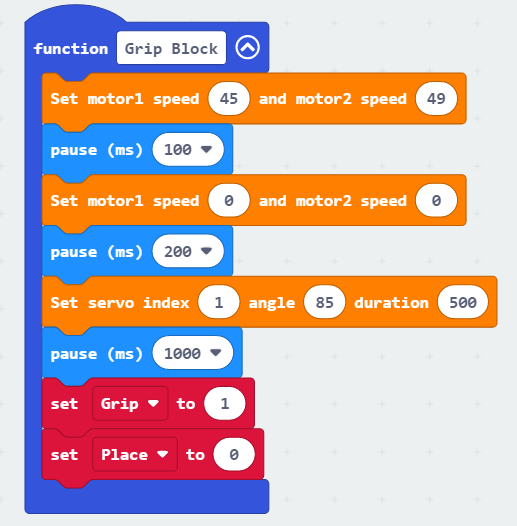 function Grip Block
Set motor1 speed 45 and motor2 speed 49
pause (ms) 100
Set motor1 speed 0 and motor2 speed 0
pause (ms) 200
Set servo index 1 angle 85 duration 500
pause (ms) 1000
set Grip to 1
set Place to 0